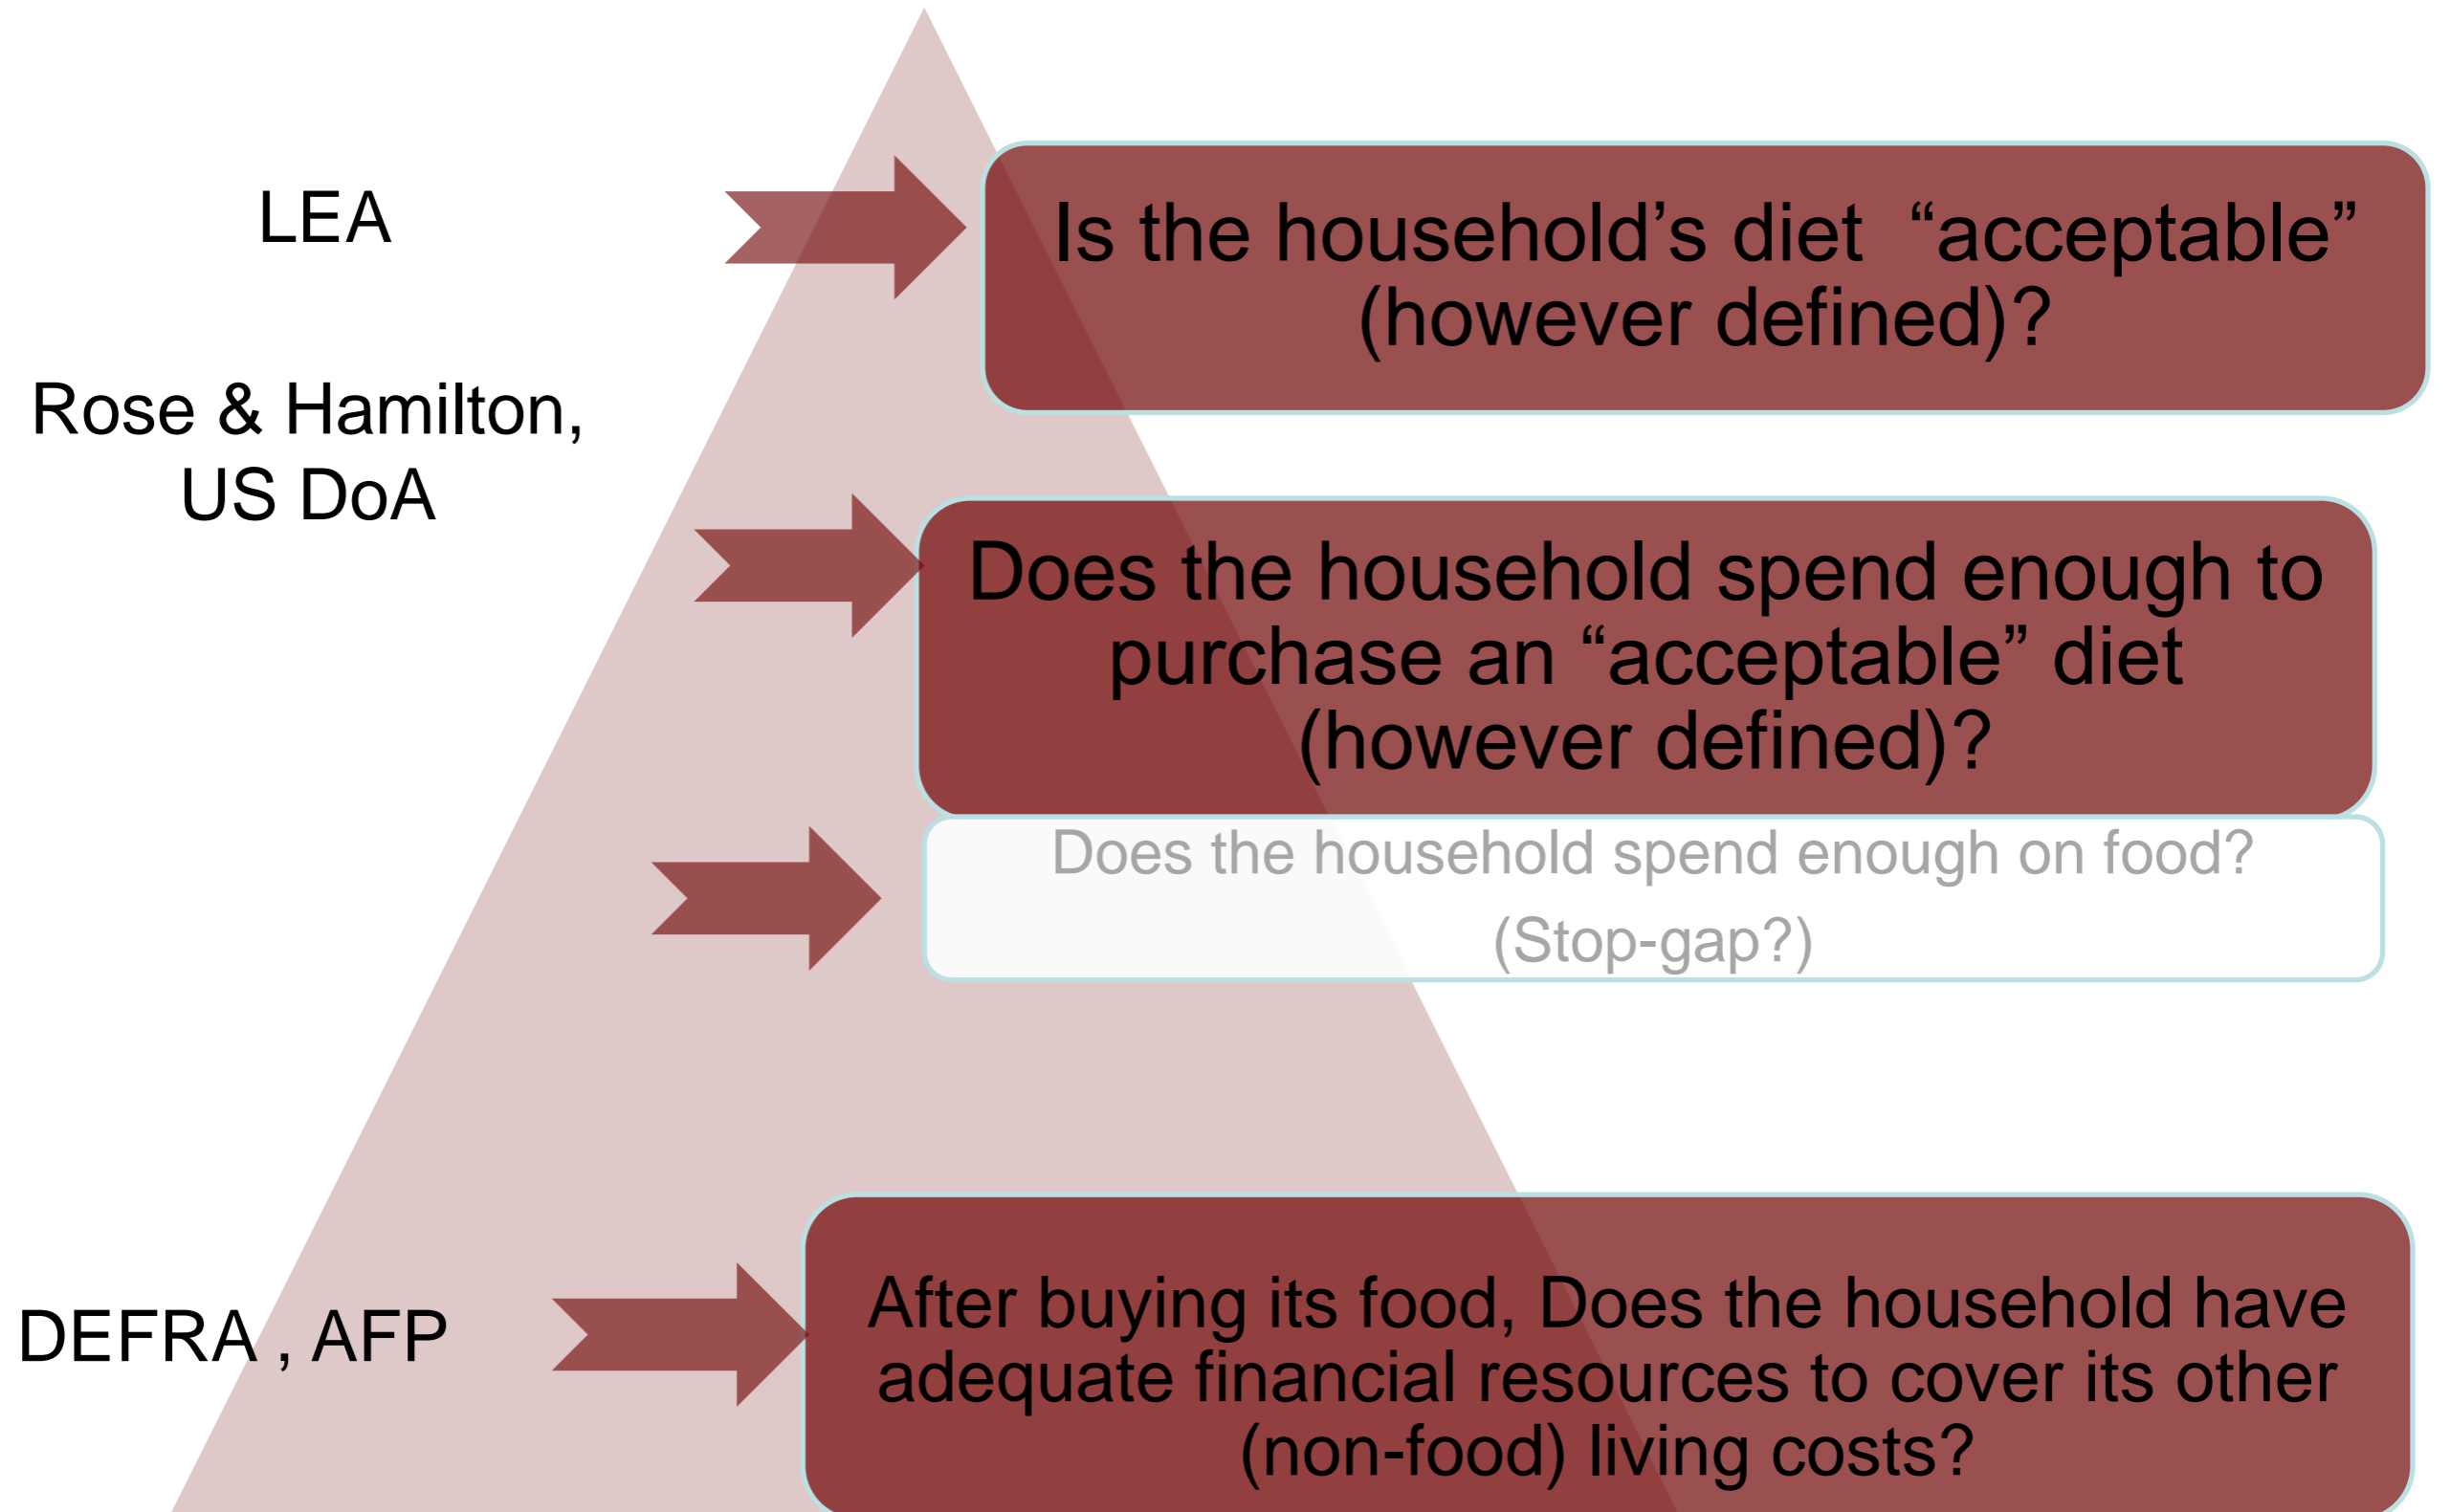 LEA
Is the household’s diet  “acceptable”
(however defined)?
Rose & Hamilton,
US DoA
Does the household spend enough to
purchase an “acceptable” diet
(however defined)?
Does the household spend enough on food?
(Stop-gap?)
DEFRA , AFP
After buying its food, Does the household have
adequate financial resources to cover its other
(non-food) living costs?